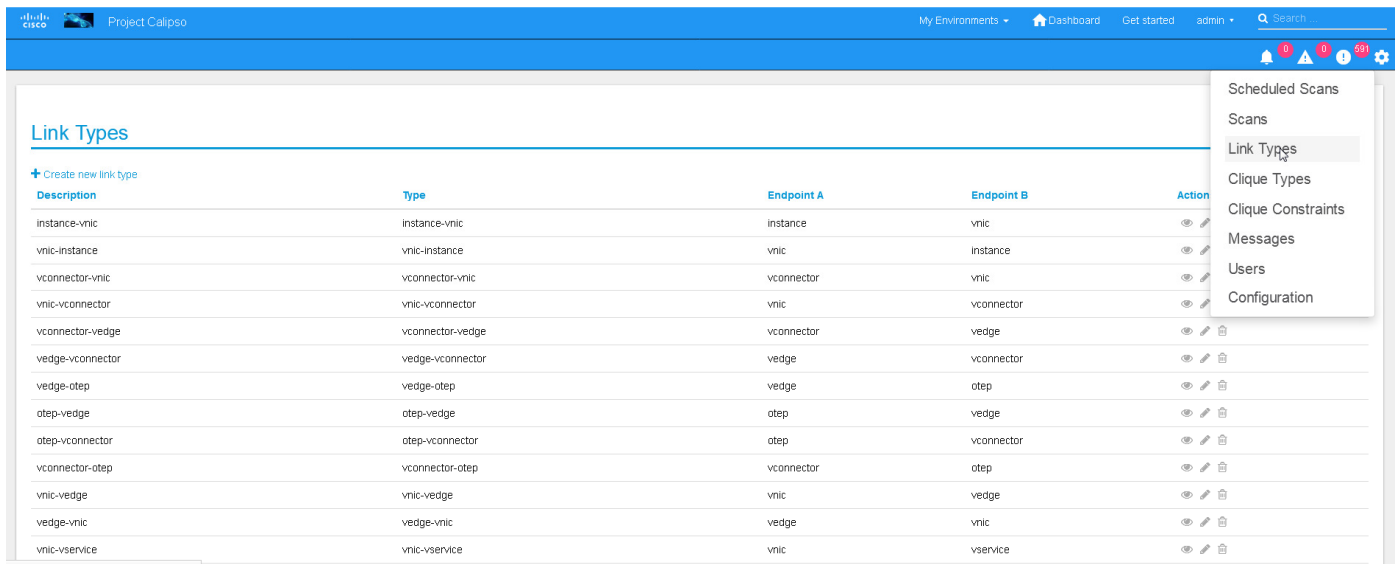 cisco Project Calipso My Environments Dashboard Get started admin Search ...
0 0 591
Scheduled Scans
Scans
Link Types
Clique Types
Clique Constraints
Messages
Users
Configuration
Link Types
Create new link type
Description Type Endpoint A Endpoint B Action
instance-vnic instance-vnic instance vnic
vnic-instance vnic-instance vnic instance
vconnector-vnic vconnector-vnic vconnector vnic
vnic-vconnector vnic-vconnector vnic vconnector
vconnector-vedge vconnector-vedge vconnector vedge
vedge-vconnector vedge-vconnector vedge vconnector
vedge-otep vedge-otep vedge otep
otep-vedge otep-vedge otep vedge
otep-vconnector otep-vconnector otep vconnector
vconnector-otep vconnector-otep vconnector otep
vnic-vedge vnic-vedge vnic vedge
vedge-vnic vedge-vnic vedge vnic
vnic-vservice vnic-vservice vnic vservice